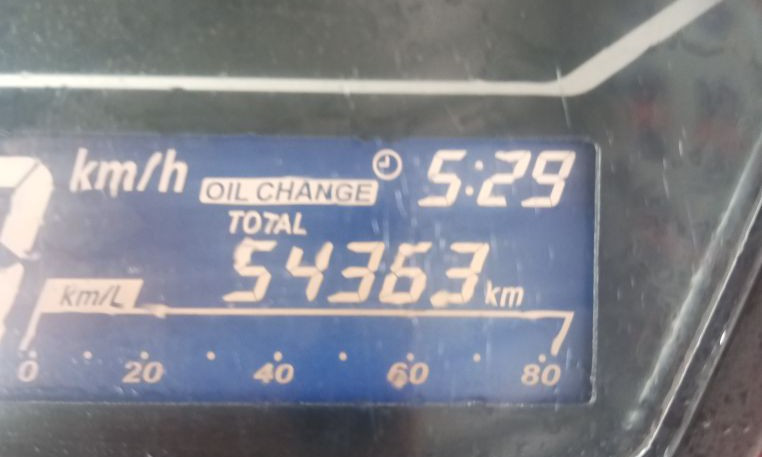 km/h
OIL CHANGE 5:29
TOTAL
54363 km
km/L
0 20 40 60 80